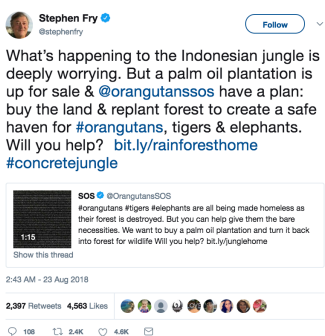 Stephen Fry
@stephenfry
Follow
What's happening to the Indonesian jungle is
deeply worrying. But a palm oil plantation is
up for sale & @orangutanssos have a plan:
buy the land & replant forest to create a safe
haven for #orangutans, tigers & elephants.
Will you help? bit.ly/rainforesthome
#concretejungle
SOS @OrangutansSOS
#orangutans #tigers #elephants are all being made homeless as
their forest is destroyed. But you can help give them the bare
necessities. We want to buy a palm oil plantation and turn it back
into forest for wildlife Will you help? bit.ly/junglehome
1:15
Show this thread
2:43 AM - 23 Aug 2018
2,397 Retweets 4,563 Likes
108 2.4K 4.6K